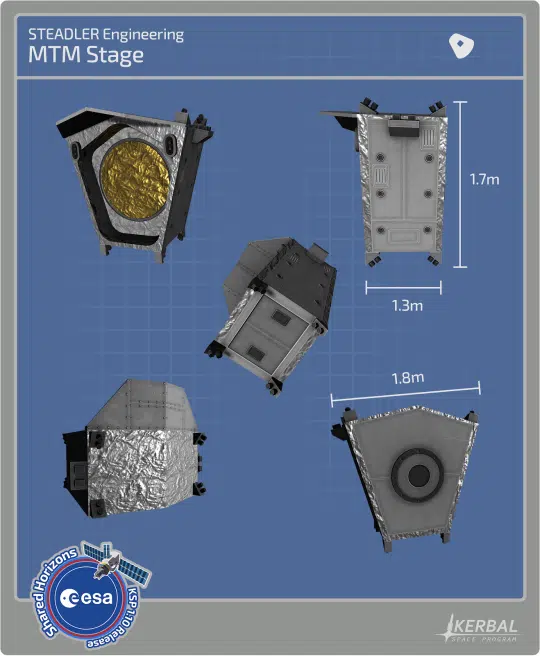 STEADLER Engineering
MTM Stage
1.7m
1.3m
1.8m
Shared Horizons
esa
KSP 1.10 Release
KERBAL
SPACE PROGRAM